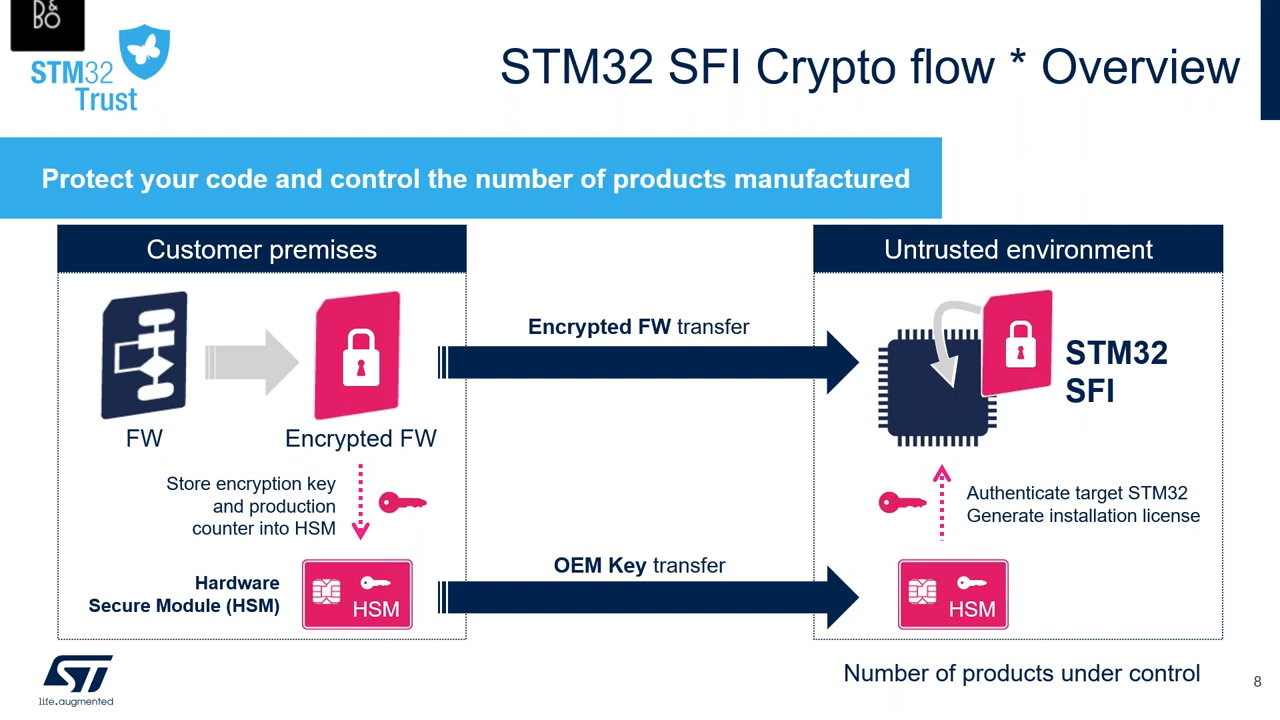 D&
BO
STM32
Trust
STM32 SFI Crypto flow * Overview
Protect your code and control the number of products manufactured
Customer premises
Untrusted environment
Encrypted FW transfer
STM32
SFI
FW
Encrypted FW
Store encryption key
and production
counter into HSM
Authenticate target STM32
Generate installation license
OEM Key transfer
Hardware
Secure Module (HSM)
HSM
HSM
ST
life.augmented
Number of products under control
8